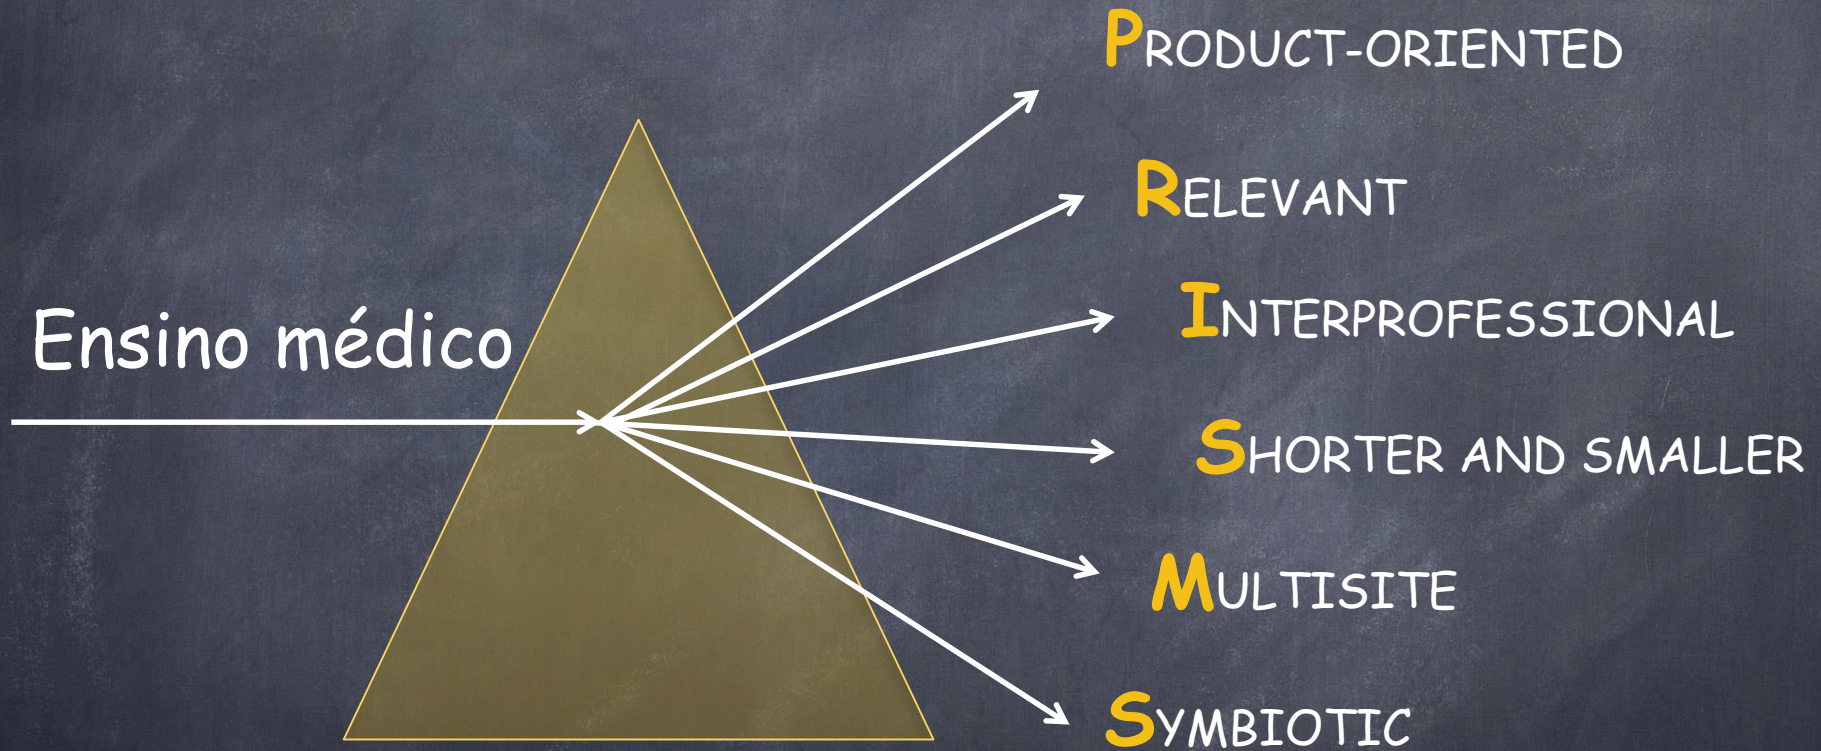 PRODUCT-ORIENTED
RELEVANT
INTERPROFESSIONAL
Ensino médico
SHORTER AND SMALLER
MULTISITE
SYMBIOTIC